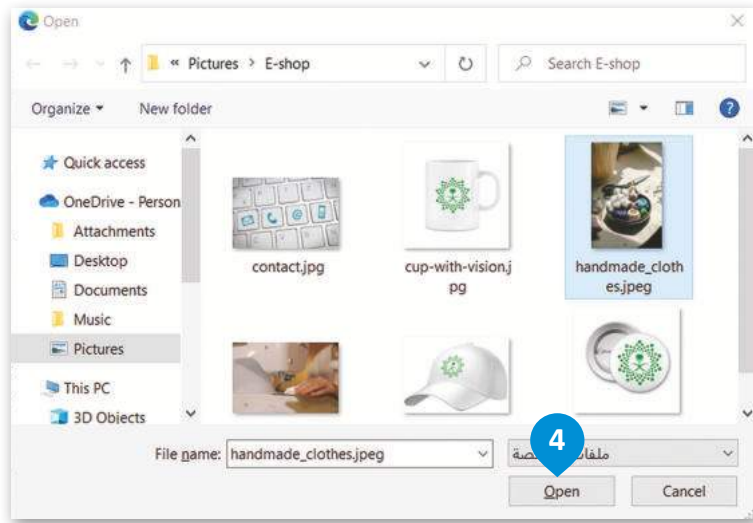 Open
« Pictures > E-shop
Search E-shop
Organize
New folder
Quick access
OneDrive - Person
Attachments
Desktop
Documents
Music
Pictures
This PC
3D Objects
contact.jpg
cup-with-vision.j
pg
handmade_cloth
es.jpeg
File name: handmade_clothes.jpeg
4
Open
Cancel